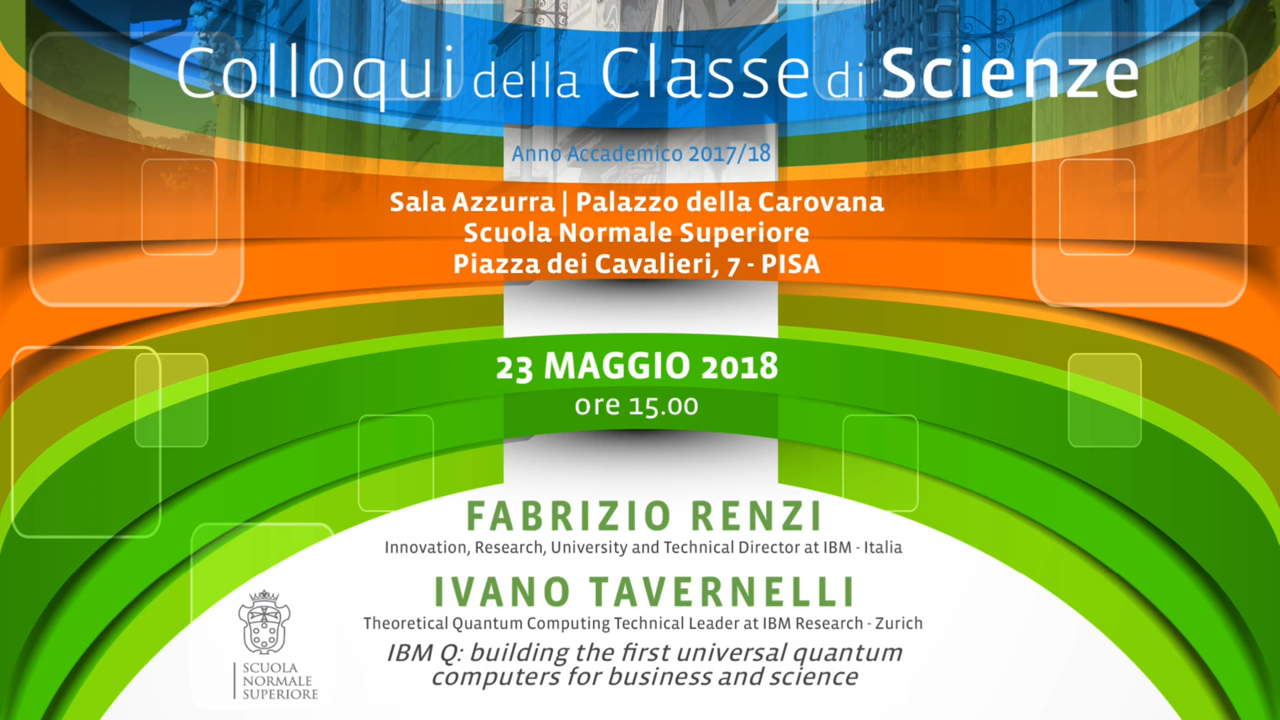 Colloqui della Classe di Scienze
Anno Accademico 2017/18
Sala Azzurra | Palazzo della Carovana
Scuola Normale Superiore
Piazza dei Cavalieri, 7 - PISA
23 MAGGIO 2018
ore 15.00
FABRIZIO RENZI
Innovation, Research, University and Technical Director at IBM - Italia
IVANO TAVERNELLI
Theoretical Quantum Computing Technical Leader at IBM Research - Zurich
IBM Q: building the first universal quantum
computers for business and science
SCUOLA
NORMALE
SUPERIORE